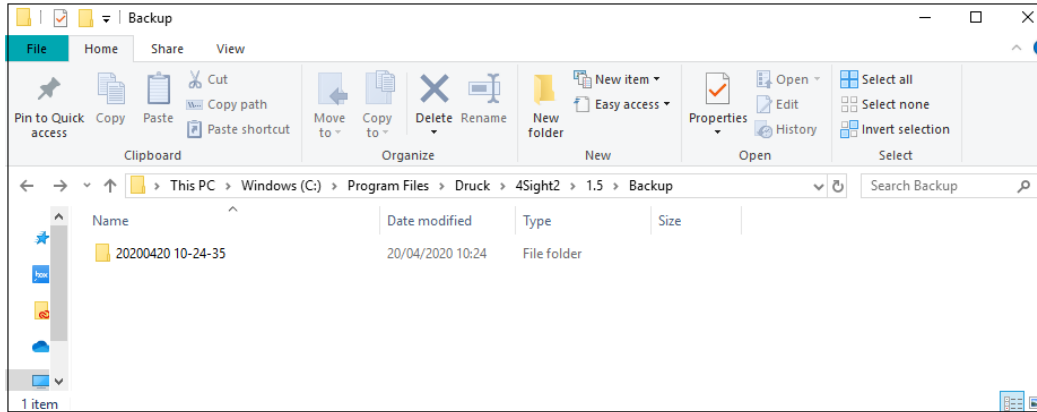 Backup
File Home Share View
Pin to Quick access
Copy
Paste
Cut
Copy path
Paste shortcut
Clipboard
Move to
Copy to
Delete
Rename
Organize
New folder
New item
Easy access
New
Properties
Open
Edit
History
Open
Select all
Select none
Invert selection
Select
This PC > Windows (C:) > Program Files > Druck > 4Sight2 > 1.5 > Backup
Search Backup
Name Date modified Type Size
20200420 10-24-35 20/04/2020 10:24 File folder
box
1 item